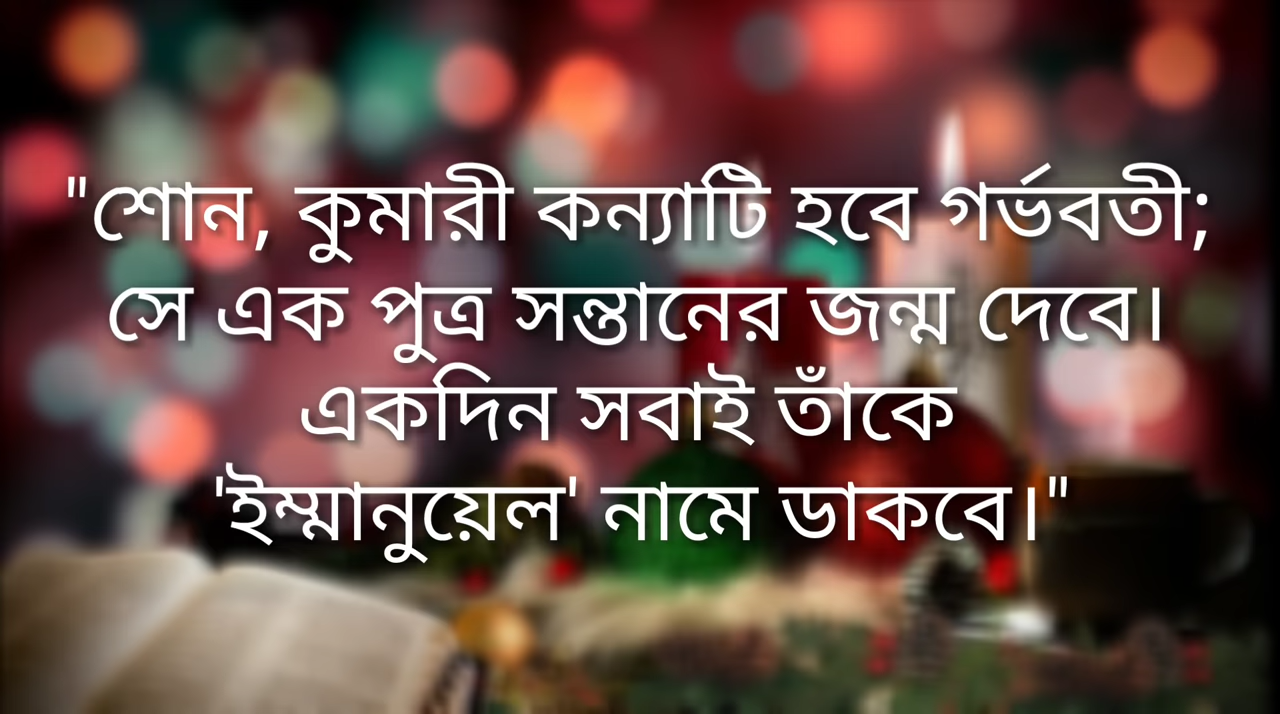 "শোন, কুমারী কন্যাটি হবে গর্ভবতী;
সে এক পুত্র সন্তানের জন্ম দেবে।
একদিন সবাই তাঁকে
'ইম্মানুয়েল' নামে ডাকবে।"